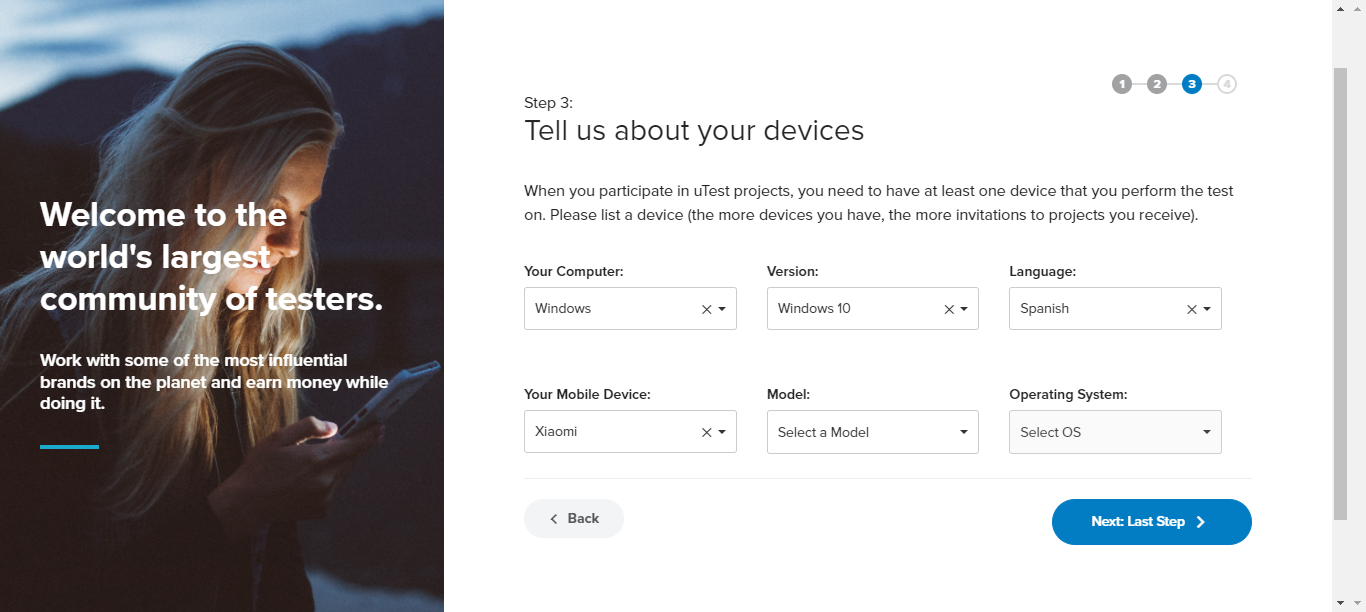 Welcome to the
world's largest
community of testers.
Work with some of the most influential
brands on the planet and earn money while
doing it.
1 2 3 4
Step 3:
Tell us about your devices
When you participate in uTest projects, you need to have at least one device that you perform the test
on. Please list a device (the more devices you have, the more invitations to projects you receive).
Your Computer: Version: Language:
Windows Windows 10 Spanish
Your Mobile Device: Model: Operating System:
Xiaomi Select a Model Select OS
Back Next: Last Step